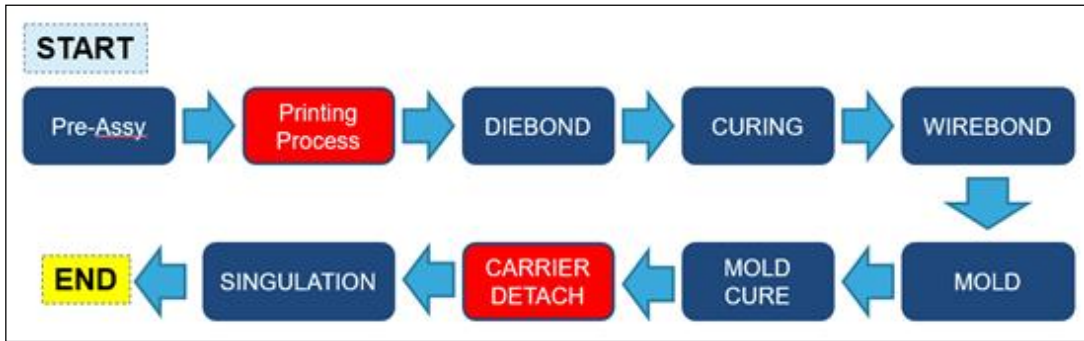 START
Pre-Assy
Printing
Process
DIEBOND
CURING
WIREBOND
MOLD
MOLD
CURE
CARRIER
DETACH
SINGULATION
END